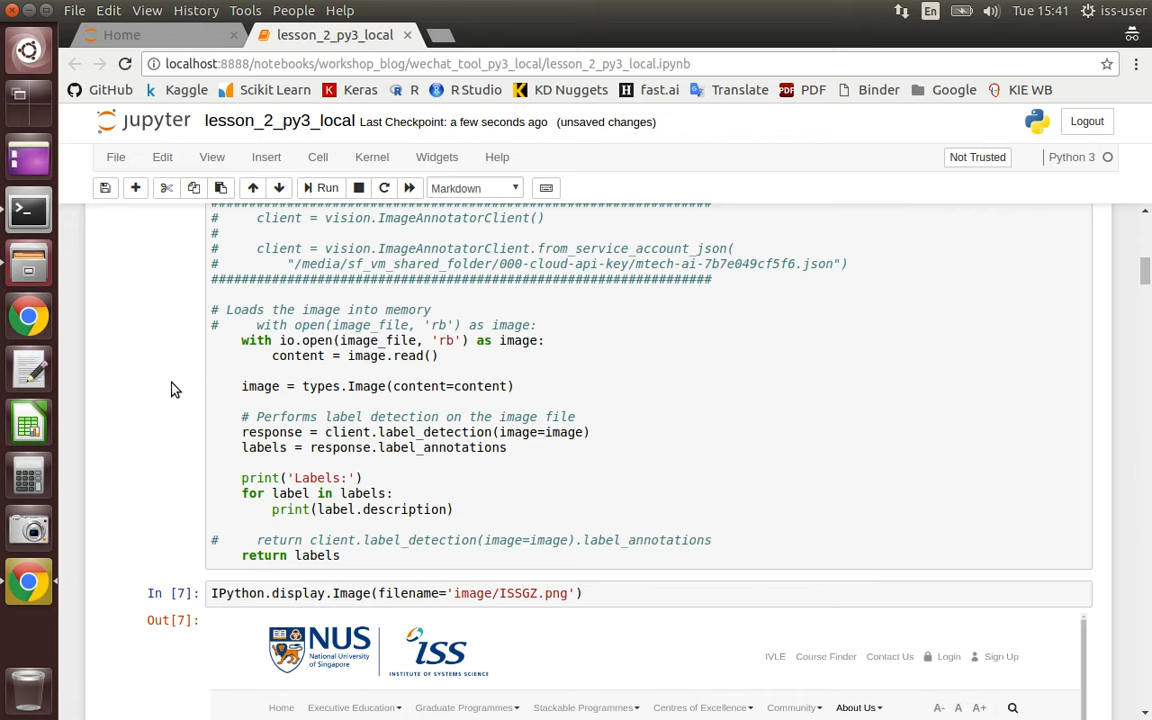 File Edit View History Tools People Help
En Tue 15:41 iss-user
Home lesson_2_py3_local
localhost:8888/notebooks/workshop_blog/wechat_tool_py3_local/lesson_2_py3_local.ipynb
GitHub Kaggle Scikit Learn Keras R R Studio KD Nuggets fast.ai Translate PDF Binder Google KIE WB
jupyter lesson_2_py3_local Last Checkpoint: a few seconds ago (unsaved changes) Logout
File Edit View Insert Cell Kernel Widgets Help Not Trusted Python 3
Run Markdown
##################################################################
# client = vision.ImageAnnotatorClient()
#
# client = vision.ImageAnnotatorClient.from_service_account_json(
# "/media/sf_vm_shared_folder/000-cloud-api-key/mtech-ai-7b7e049cf5f6.json")
##################################################################
# Loads the image into memory
# with open(image_file, 'rb') as image:
with io.open(image_file, 'rb') as image:
content = image.read()
image = types.Image(content=content)
# Performs label detection on the image file
response = client.label_detection(image=image)
labels = response.label_annotations
print('Labels:')
for label in labels:
print(label.description)
# return client.label_detection(image=image).label_annotations
return labels
In [7]: IPython.display.Image(filename='image/ISSGZ.png')
Out[7]:
NUS
National University
of Singapore
iss
INSTITUTE OF SYSTEMS SCIENCE
IVLE Course Finder Contact Us Login Sign Up
Home Executive Education Graduate Programmes Stackable Programmes Centres of Excellence Community About Us A- A A+